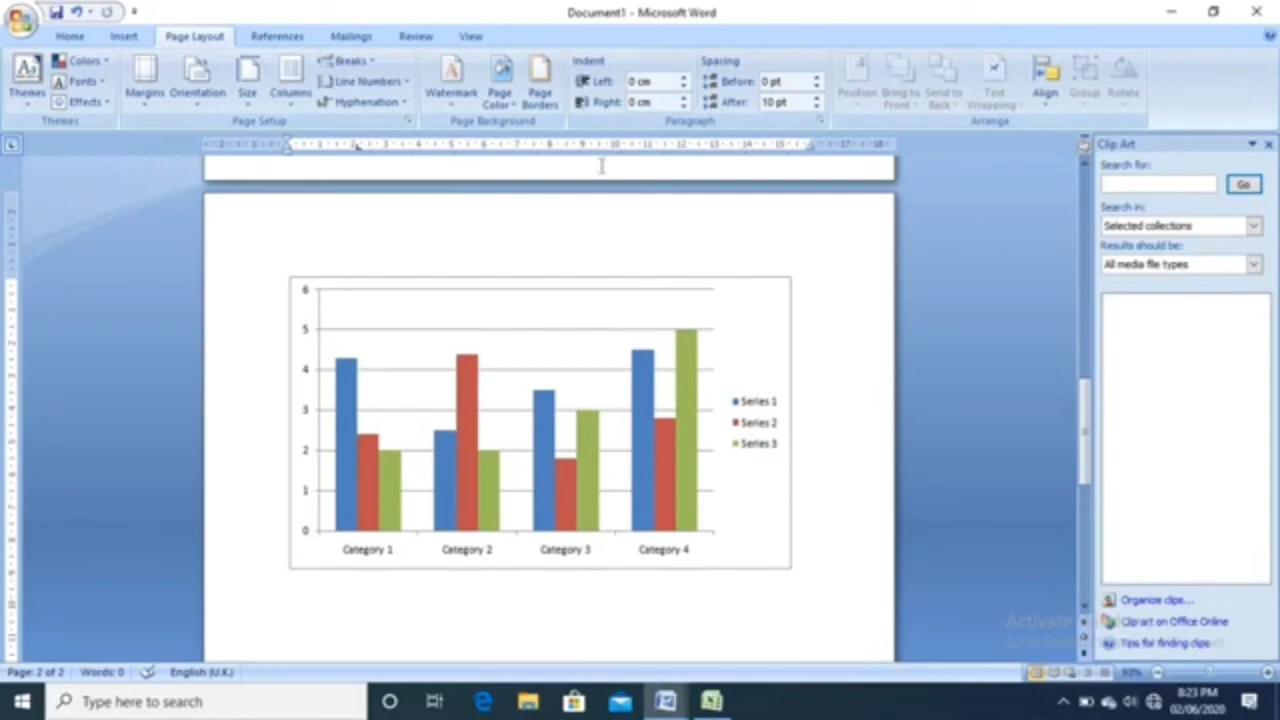 Document1 - Microsoft Word
Home Insert Page Layout References Mailings Review View
Themes
Colors
Fonts
Effects
Themes
Margins
Orientation
Size
Columns
Breaks
Line Numbers
Hyphenation
Page Setup
Watermark
Page Color
Page Borders
Page Background
Indent
Left: 0 cm
Right: 0 cm
Spacing
Before: 0 pt
After: 10 pt
Paragraph
Position
Bring to Front
Send to Back
Text Wrapping
Align
Group
Rotate
Arrange
Clip Art
Search for:
Go
Search in:
Selected collections
Results should be:
All media file types
6
5
4
3
2
1
0
Category 1 Category 2 Category 3 Category 4
Series 1
Series 2
Series 3
Organize clips...
Clip art on Office Online
Tips for finding clips
Activate
Page: 2 of 2 Words: 0 English (U.K.) 93%
Type here to search
8:23 PM
02/06/2020